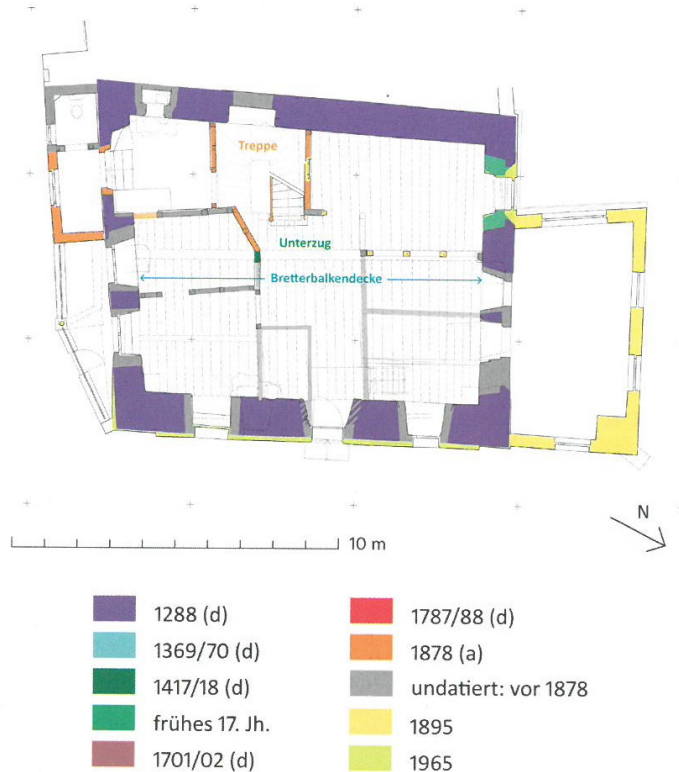 Treppe
Unterzug
Bretterbalkendecke
10 m
N
1288 (d)
1369/70 (d)
1417/18 (d)
frühes 17. Jh.
1701/02 (d)
1787/88 (d)
1878 (a)
undatiert: vor 1878
1895
1965